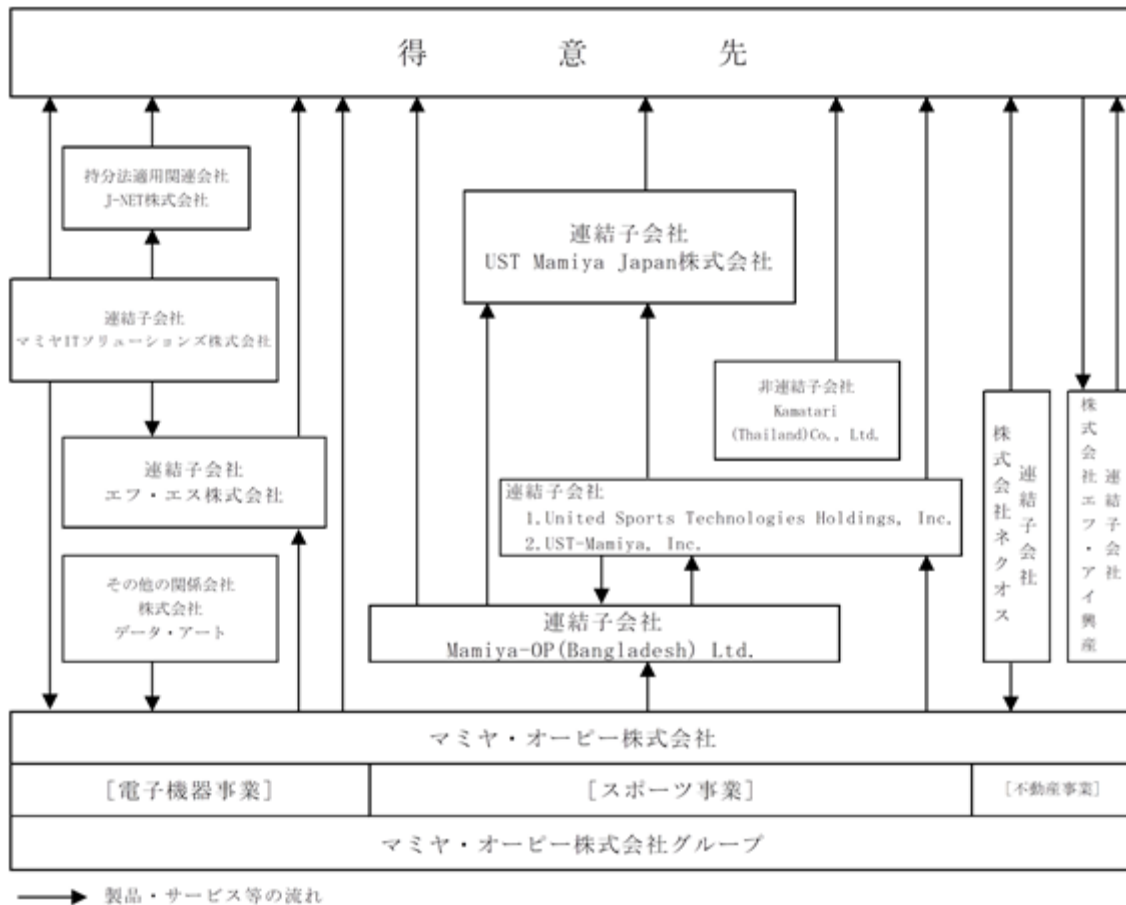 得意先
持分法適用関連会社
J-NET株式会社
連結子会社
マミヤITソリューションズ株式会社
連結子会社
エフ・エス株式会社
その他の関係会社
株式会社
データ・アート
連結子会社
UST Mamiya Japan株式会社
非連結子会社
Kamatari
(Thailand)Co., Ltd.
連結子会社
1.United Sports Technologies Holdings, Inc.
2.UST-Mamiya, Inc.
連結子会社
Mamiya-OP(Bangladesh) Ltd.
連結子会社
株式会社ネクオス
連結子会社
株式会社エフ・アイ興産
マミヤ・オーピー株式会社
[電子機器事業]
[スポーツ事業]
[不動産事業]
マミヤ・オーピー株式会社グループ
製品・サービス等の流れ